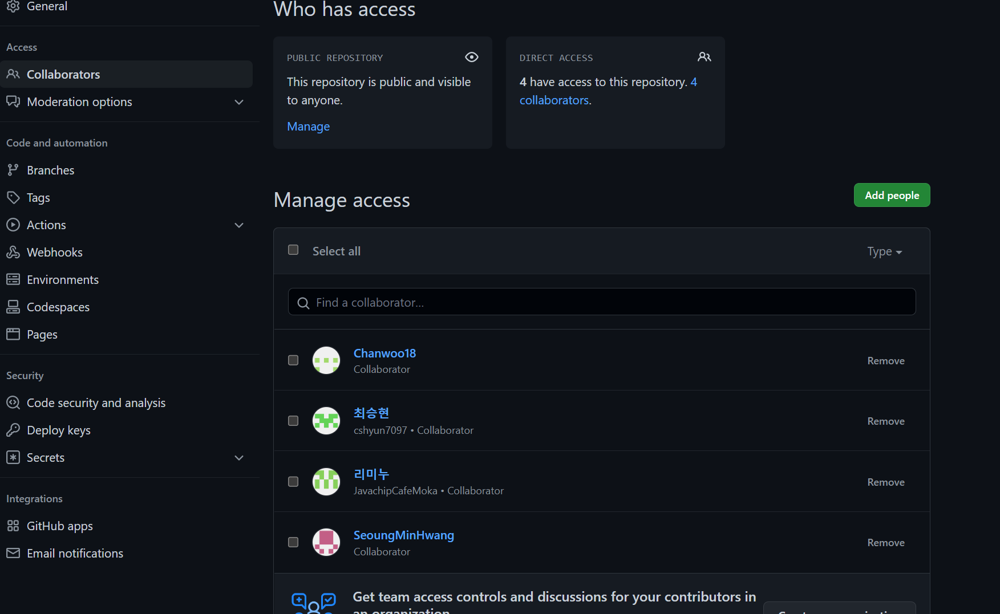 General
Access
Collaborators
Moderation options
Code and automation
Branches
Tags
Actions
Webhooks
Environments
Codespaces
Pages
Security
Code security and analysis
Deploy keys
Secrets
Integrations
GitHub apps
Email notifications
Who has access
PUBLIC REPOSITORY
This repository is public and visible
to anyone.
Manage
DIRECT ACCESS
4 have access to this repository. 4
collaborators.
Manage access
Add people
Select all
Type
Find a collaborator...
Chanwoo18
Collaborator
Remove
최승현
cshyun7097 • Collaborator
Remove
리미누
JavachipCafeMoka • Collaborator
Remove
SeoungMinHwang
Collaborator
Remove
Get team access controls and discussions for your contributors in
an organization